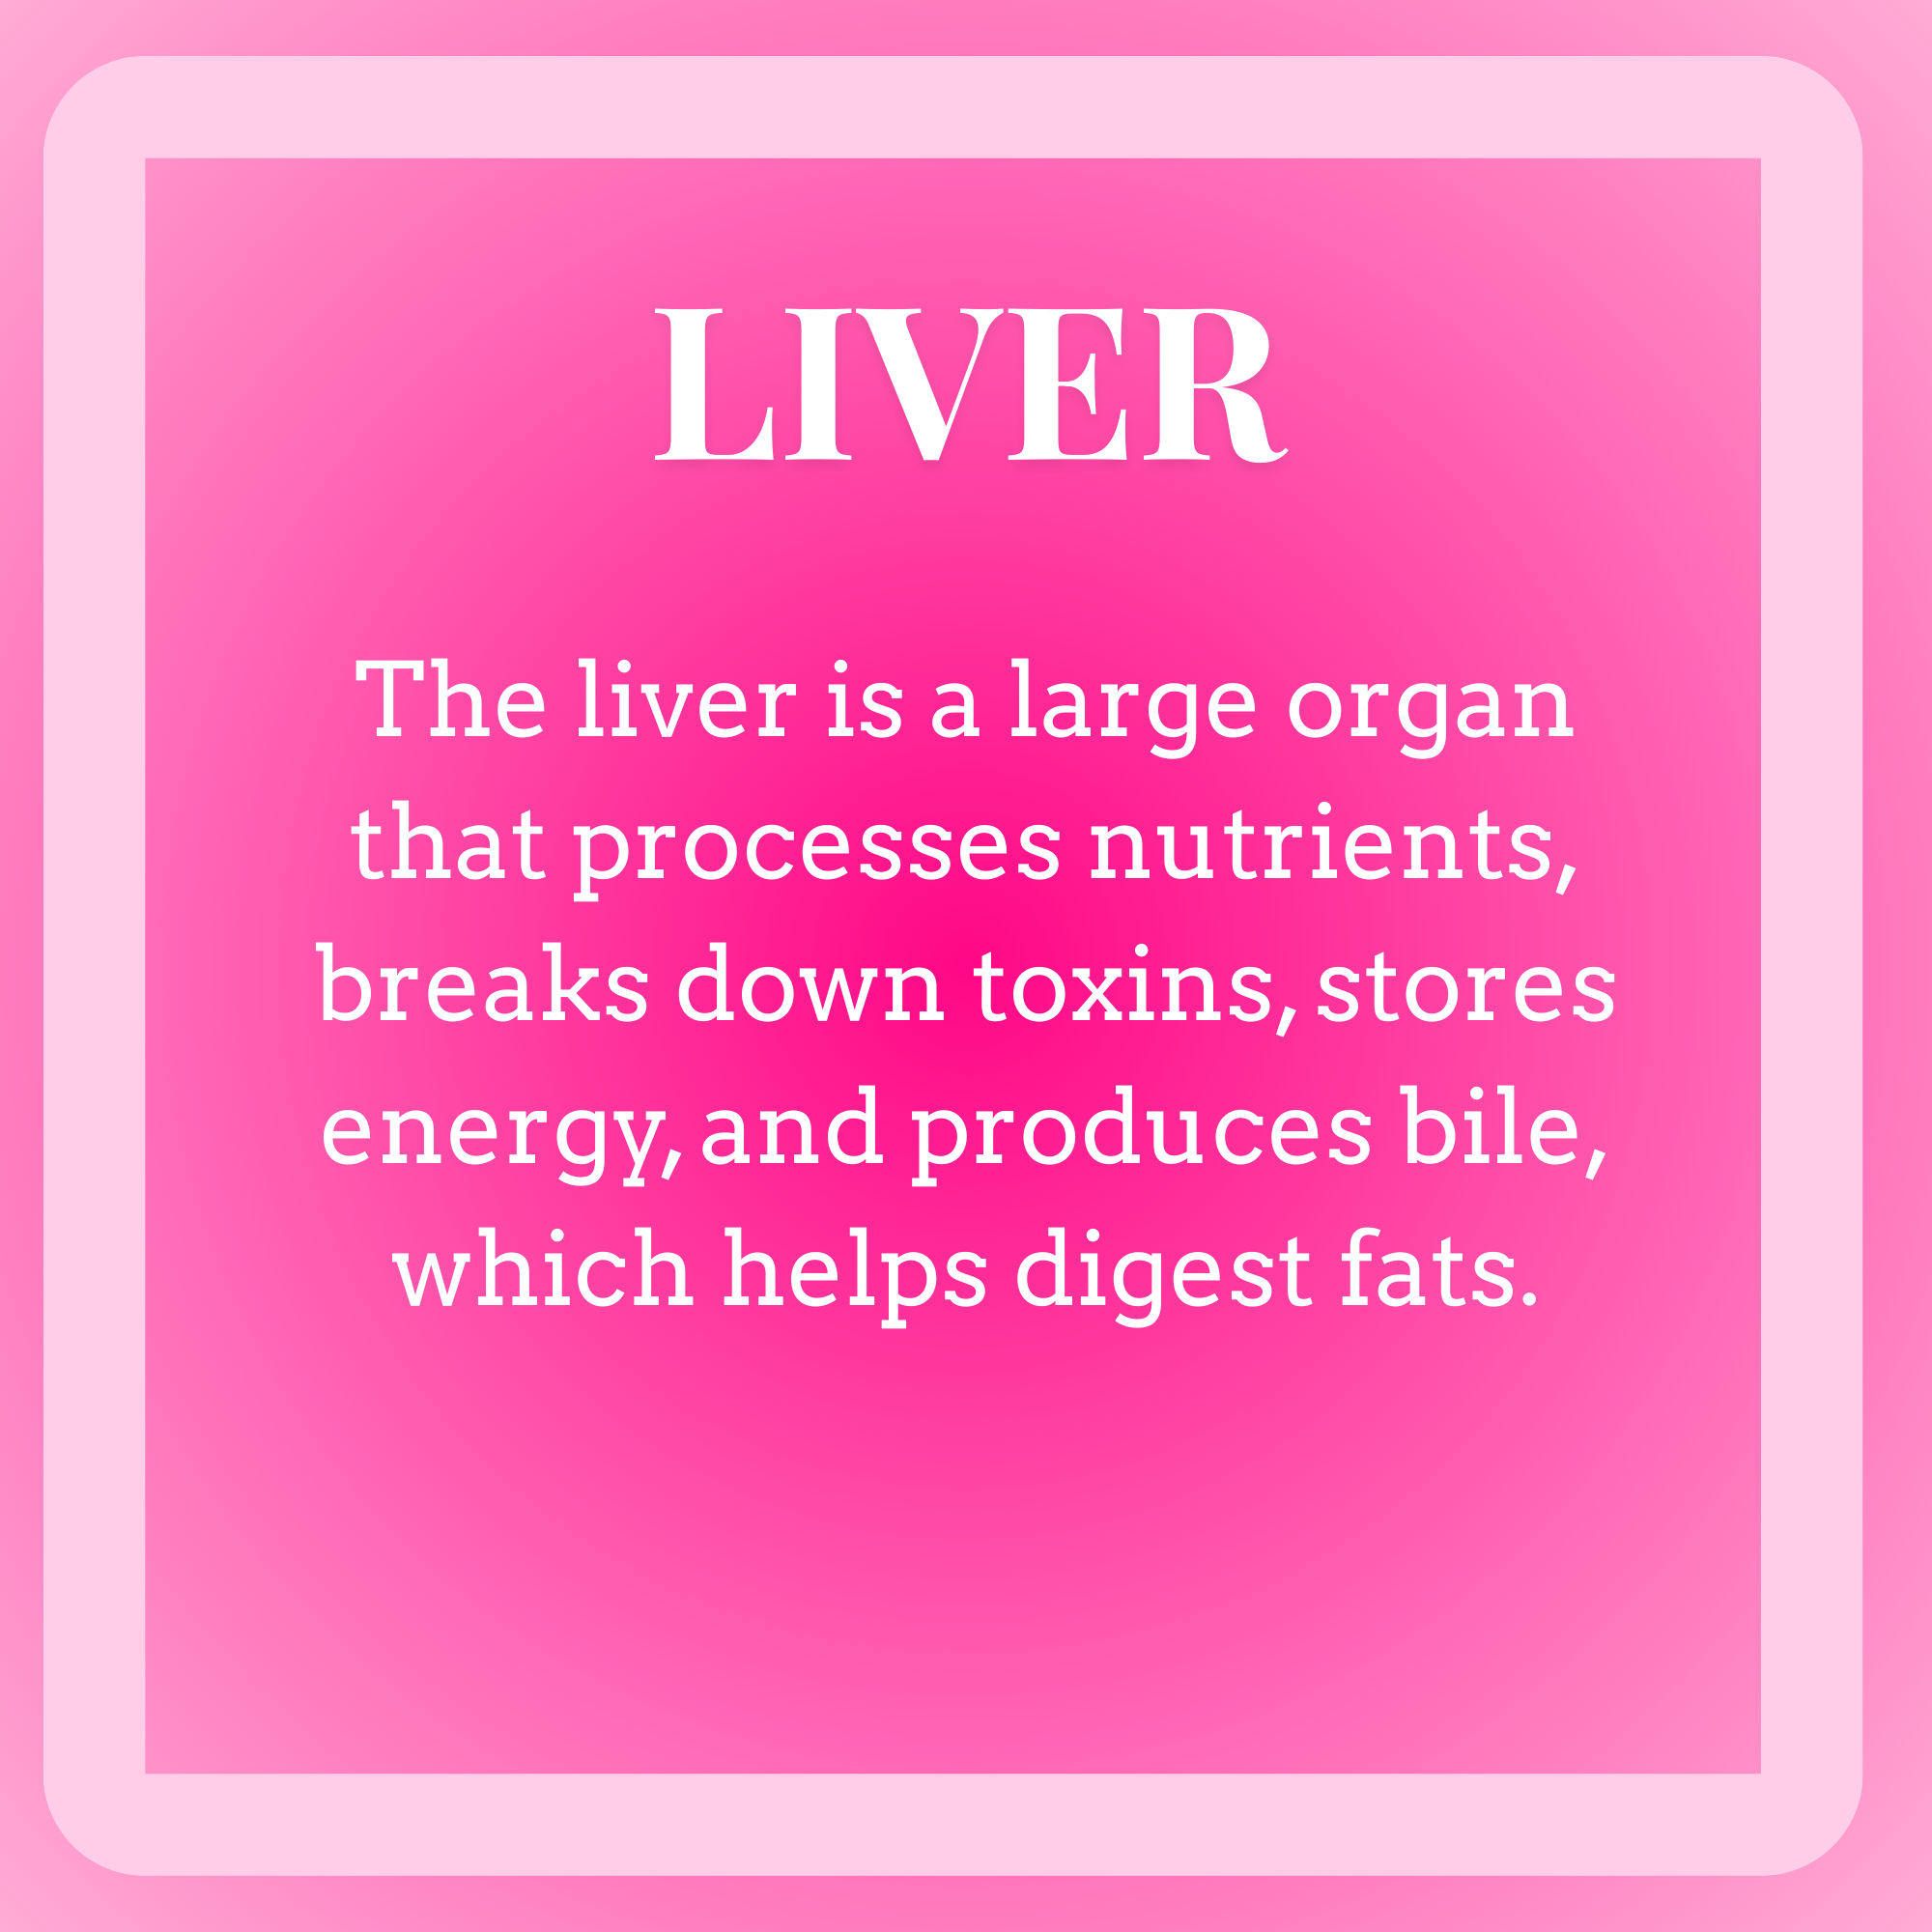 LIVER
The liver is a large organ
that processes nutrients,
breaks down toxins, stores
energy, and produces bile,
which helps digest fats.